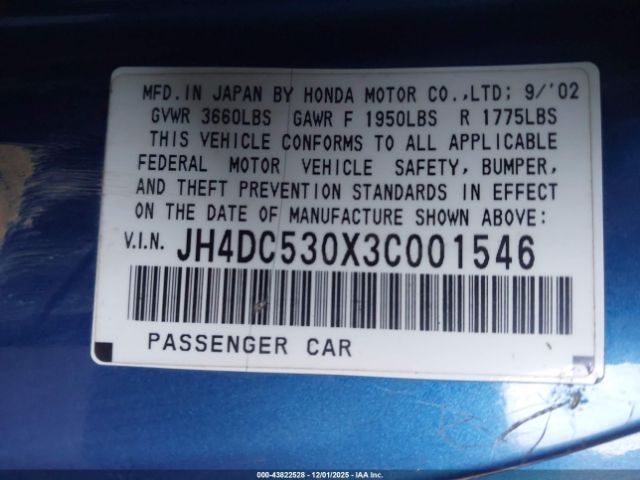 MFD. IN JAPAN BY HONDA MOTOR CO., LTD; 9/'02
GVWR 3660LBS GAWR F 1950LBS R 1775LBS
THIS VEHICLE CONFORMS TO ALL APPLICABLE
FEDERAL MOTOR VEHICLE SAFETY, BUMPER,
AND THEFT PREVENTION STANDARDS IN EFFECT
ON THE DATE OF MANUFACTURE SHOWN ABOVE:
V.I.N. JH4DC530X3C001546
PASSENGER CAR
000-43822528 - 12/01/2025 - IAA Inc. ©